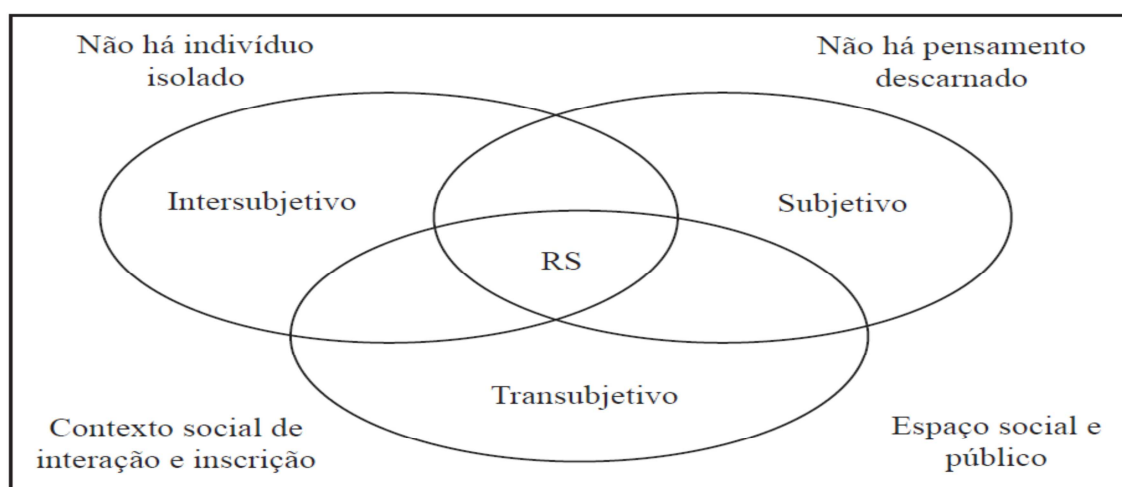 Não há indivíduo
isolado
Não há pensamento
descarnado
Intersubjetivo
Subjetivo
RS
Transubjetivo
Contexto social de
interação e inscrição
Espaço social e
público